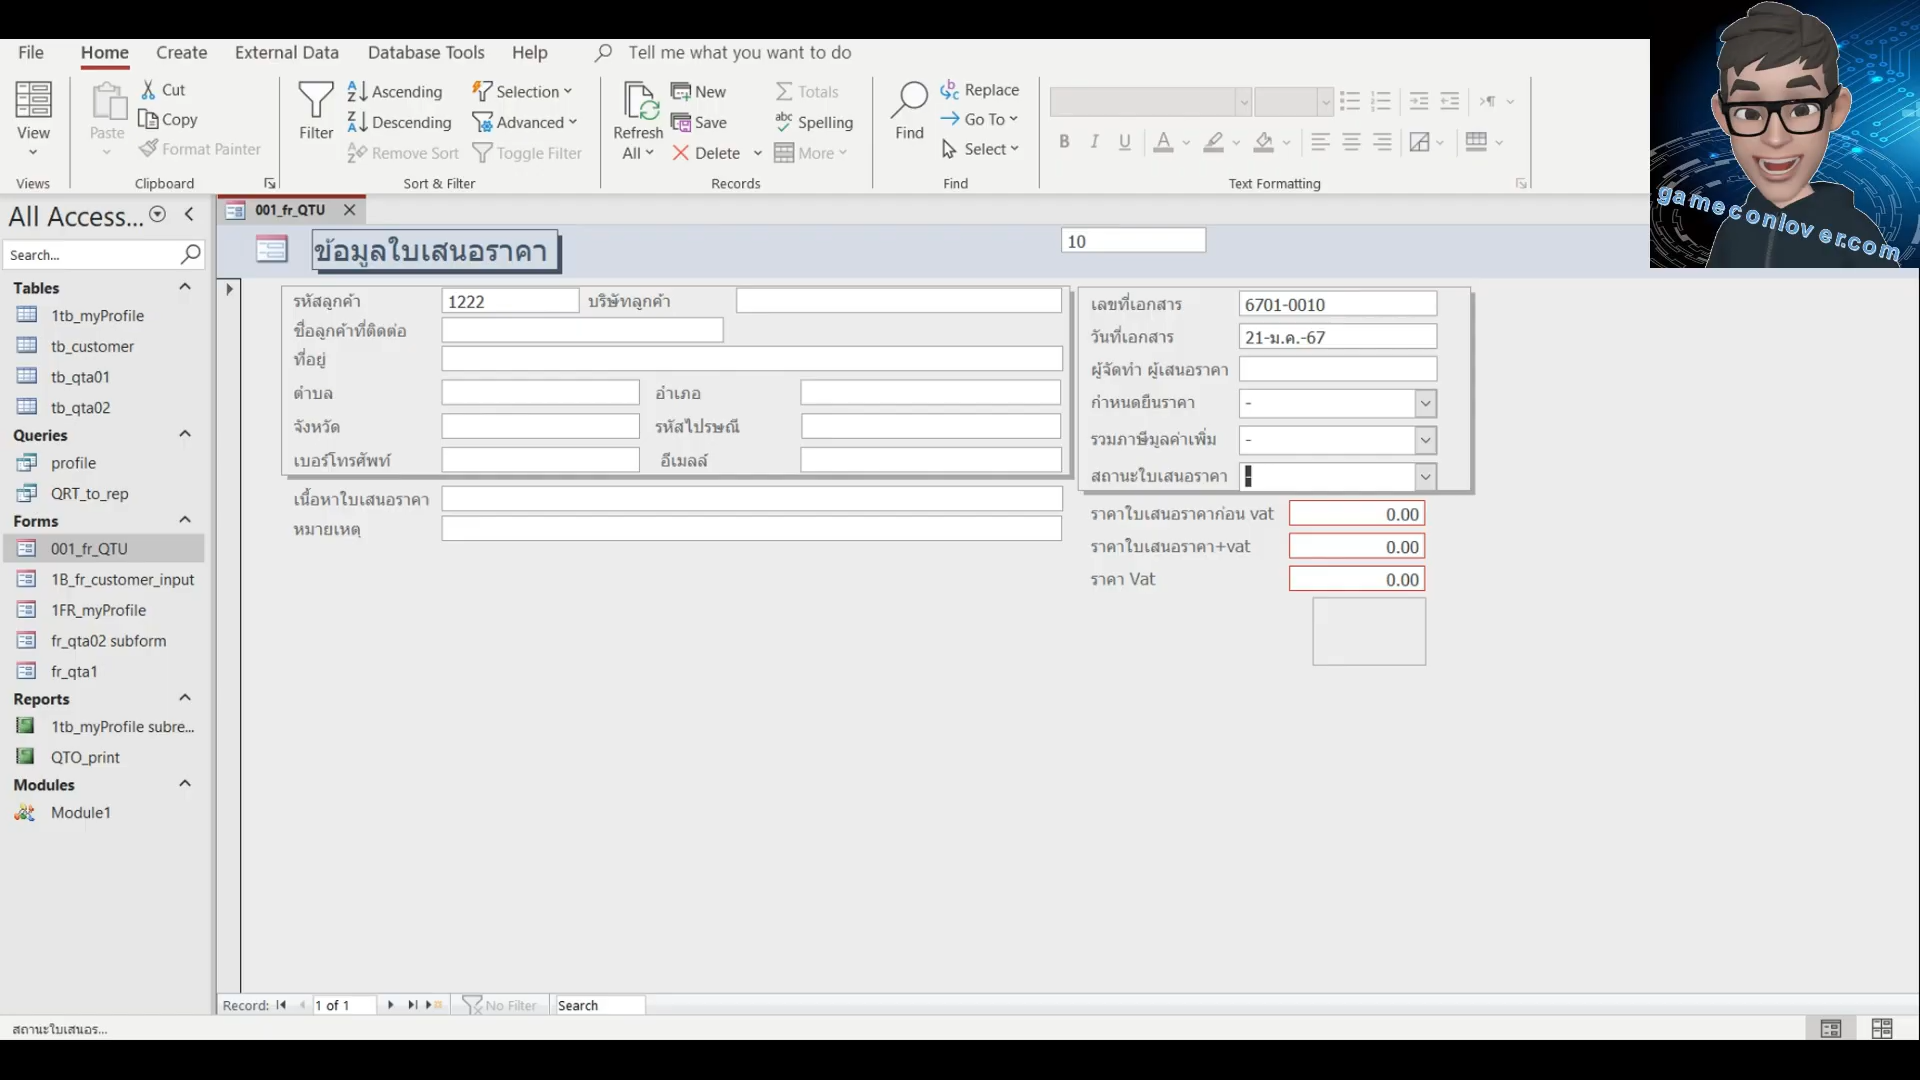 File Home Create External Data Database Tools Help Tell me what you want to do
View
Views
Paste
Cut
Copy
Format Painter
Clipboard
Filter
Ascending
Descending
Remove Sort
Selection
Advanced
Toggle Filter
Sort & Filter
Refresh All
New
Save
Delete
Totals
Spelling
More
Records
Find
Replace
Go To
Select
Find
B I U
Text Formatting
gameconlover.com
All Access...
Search...
Tables
1tb_myProfile
tb_customer
tb_qta01
tb_qta02
Queries
profile
QRT_to_rep
Forms
001_fr_QTU
1B_fr_customer_input
1FR_myProfile
fr_qta02 subform
fr_qta1
Reports
1tb_myProfile subre...
QTO_print
Modules
Module1
001_fr_QTU
ข้อมูลใบเสนอราคา
10
รหัสลูกค้า 1222 บริษัทลูกค้า
ชื่อลูกค้าที่ติดต่อ
ที่อยู่
ตำบล อำเภอ
จังหวัด รหัสไปรษณี
เบอร์โทรศัพท์ อีเมลล์
เนื้อหาใบเสนอราคา
หมายเหตุ
เลขที่เอกสาร 6701-0010
วันที่เอกสาร 21-ม.ค.-67
ผู้จัดทำ ผู้เสนอราคา
กำหนดยืนราคา -
รวมภาษีมูลค่าเพิ่ม -
สถานะใบเสนอราคา -
ราคาใบเสนอราคาก่อน vat 0.00
ราคาใบเสนอราคา+vat 0.00
ราคา Vat 0.00
Record: 1 of 1 No Filter Search
สถานะใบเสนอร...